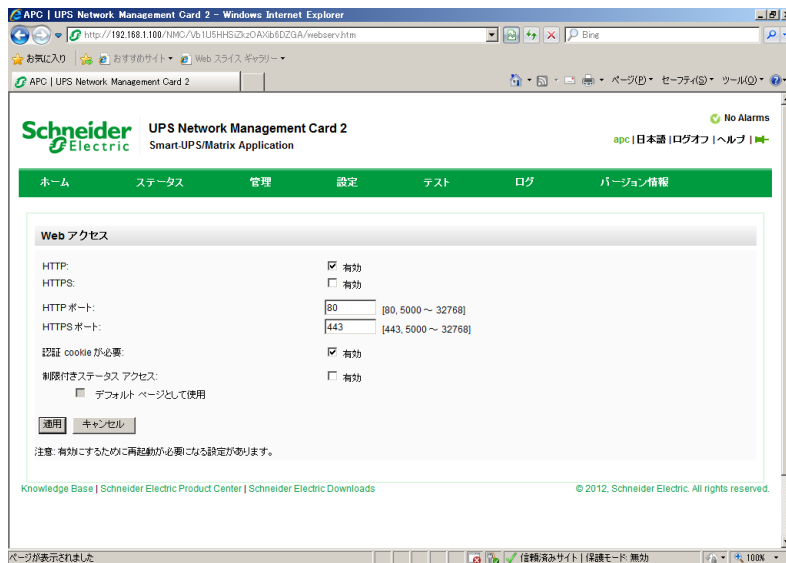 APC | UPS Network Management Card 2 - Windows Internet Explorer
http://192.168.1.100/NMC/Vb1U5HHSiZkzOAXib6DZGA/webserv.htm
Bing
お気に入り おすすめサイト Web スライス ギャラリー
APC | UPS Network Management Card 2
ページ(P) セーフティ(S) ツール(O)
No Alarms
Schneider Electric
UPS Network Management Card 2
Smart-UPS/Matrix Application
apc | 日本語 | ログオフ | ヘルプ |
ホーム ステータス 管理 設定 テスト ログ バージョン情報
Web アクセス
HTTP: 有効
HTTPS: 有効
HTTP ポート: 80 [80, 5000 ～ 32768]
HTTPS ポート: 443 [443, 5000 ～ 32768]
認証 cookie が必要: 有効
制限付きステータス アクセス: 有効
デフォルト ページとして使用
適用 キャンセル
注意: 有効にするために再起動が必要になる設定があります。
Knowledge Base | Schneider Electric Product Center | Schneider Electric Downloads
© 2012, Schneider Electric. All rights reserved.
ページが表示されました
信頼済みサイト | 保護モード: 無効
100%